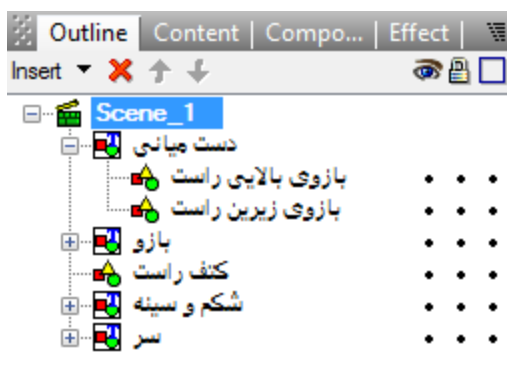 Outline Content Compo... Effect
Insert
Scene_1
دست میانی
بازوی بالایی راست
بازوی زیرین راست
بازو
کتف راست
شکم و سینه
سر